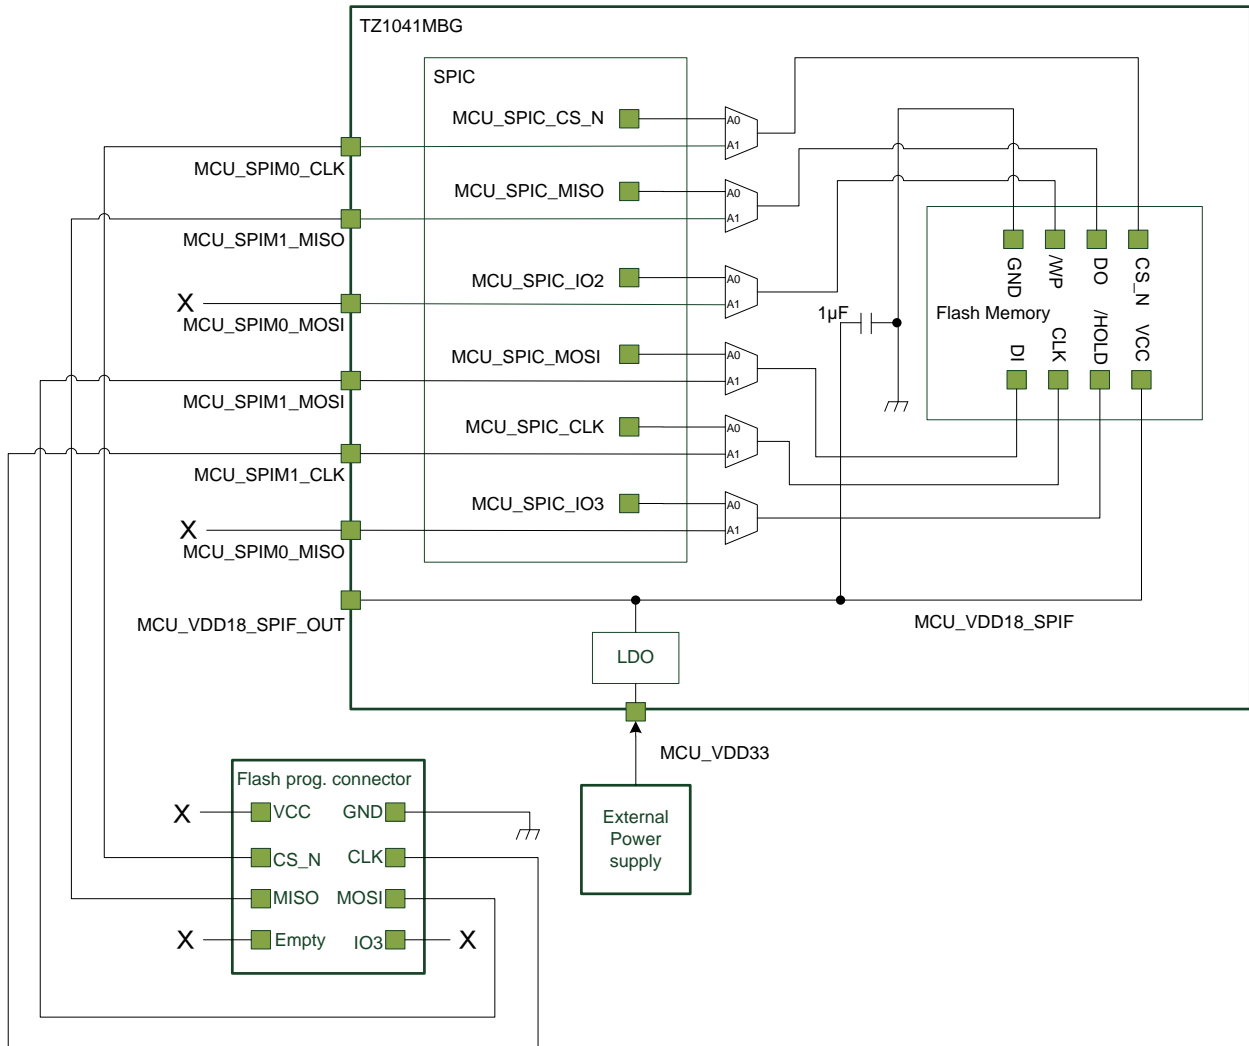 TZ1041MBG
SPIC
MCU_SPIC_CS_N
A0
A1
MCU_SPIM0_CLK
MCU_SPIC_MISO
A0
A1
MCU_SPIM1_MISO
MCU_SPIC_IO2
A0
A1
MCU_SPIM0_MOSI
X
MCU_SPIC_MOSI
A0
A1
MCU_SPIM1_MOSI
MCU_SPIC_CLK
A0
A1
MCU_SPIM1_CLK
MCU_SPIC_IO3
A0
A1
X
MCU_SPIM0_MISO
GND
/WP
DO
CS_N
Flash Memory
1µF
DI
CLK
/HOLD
VCC
MCU_VDD18_SPIF_OUT
MCU_VDD18_SPIF
LDO
MCU_VDD33
External
Power
supply
Flash prog. connector
X
VCC
GND
CS_N
CLK
MISO
MOSI
X
Empty
IO3
X